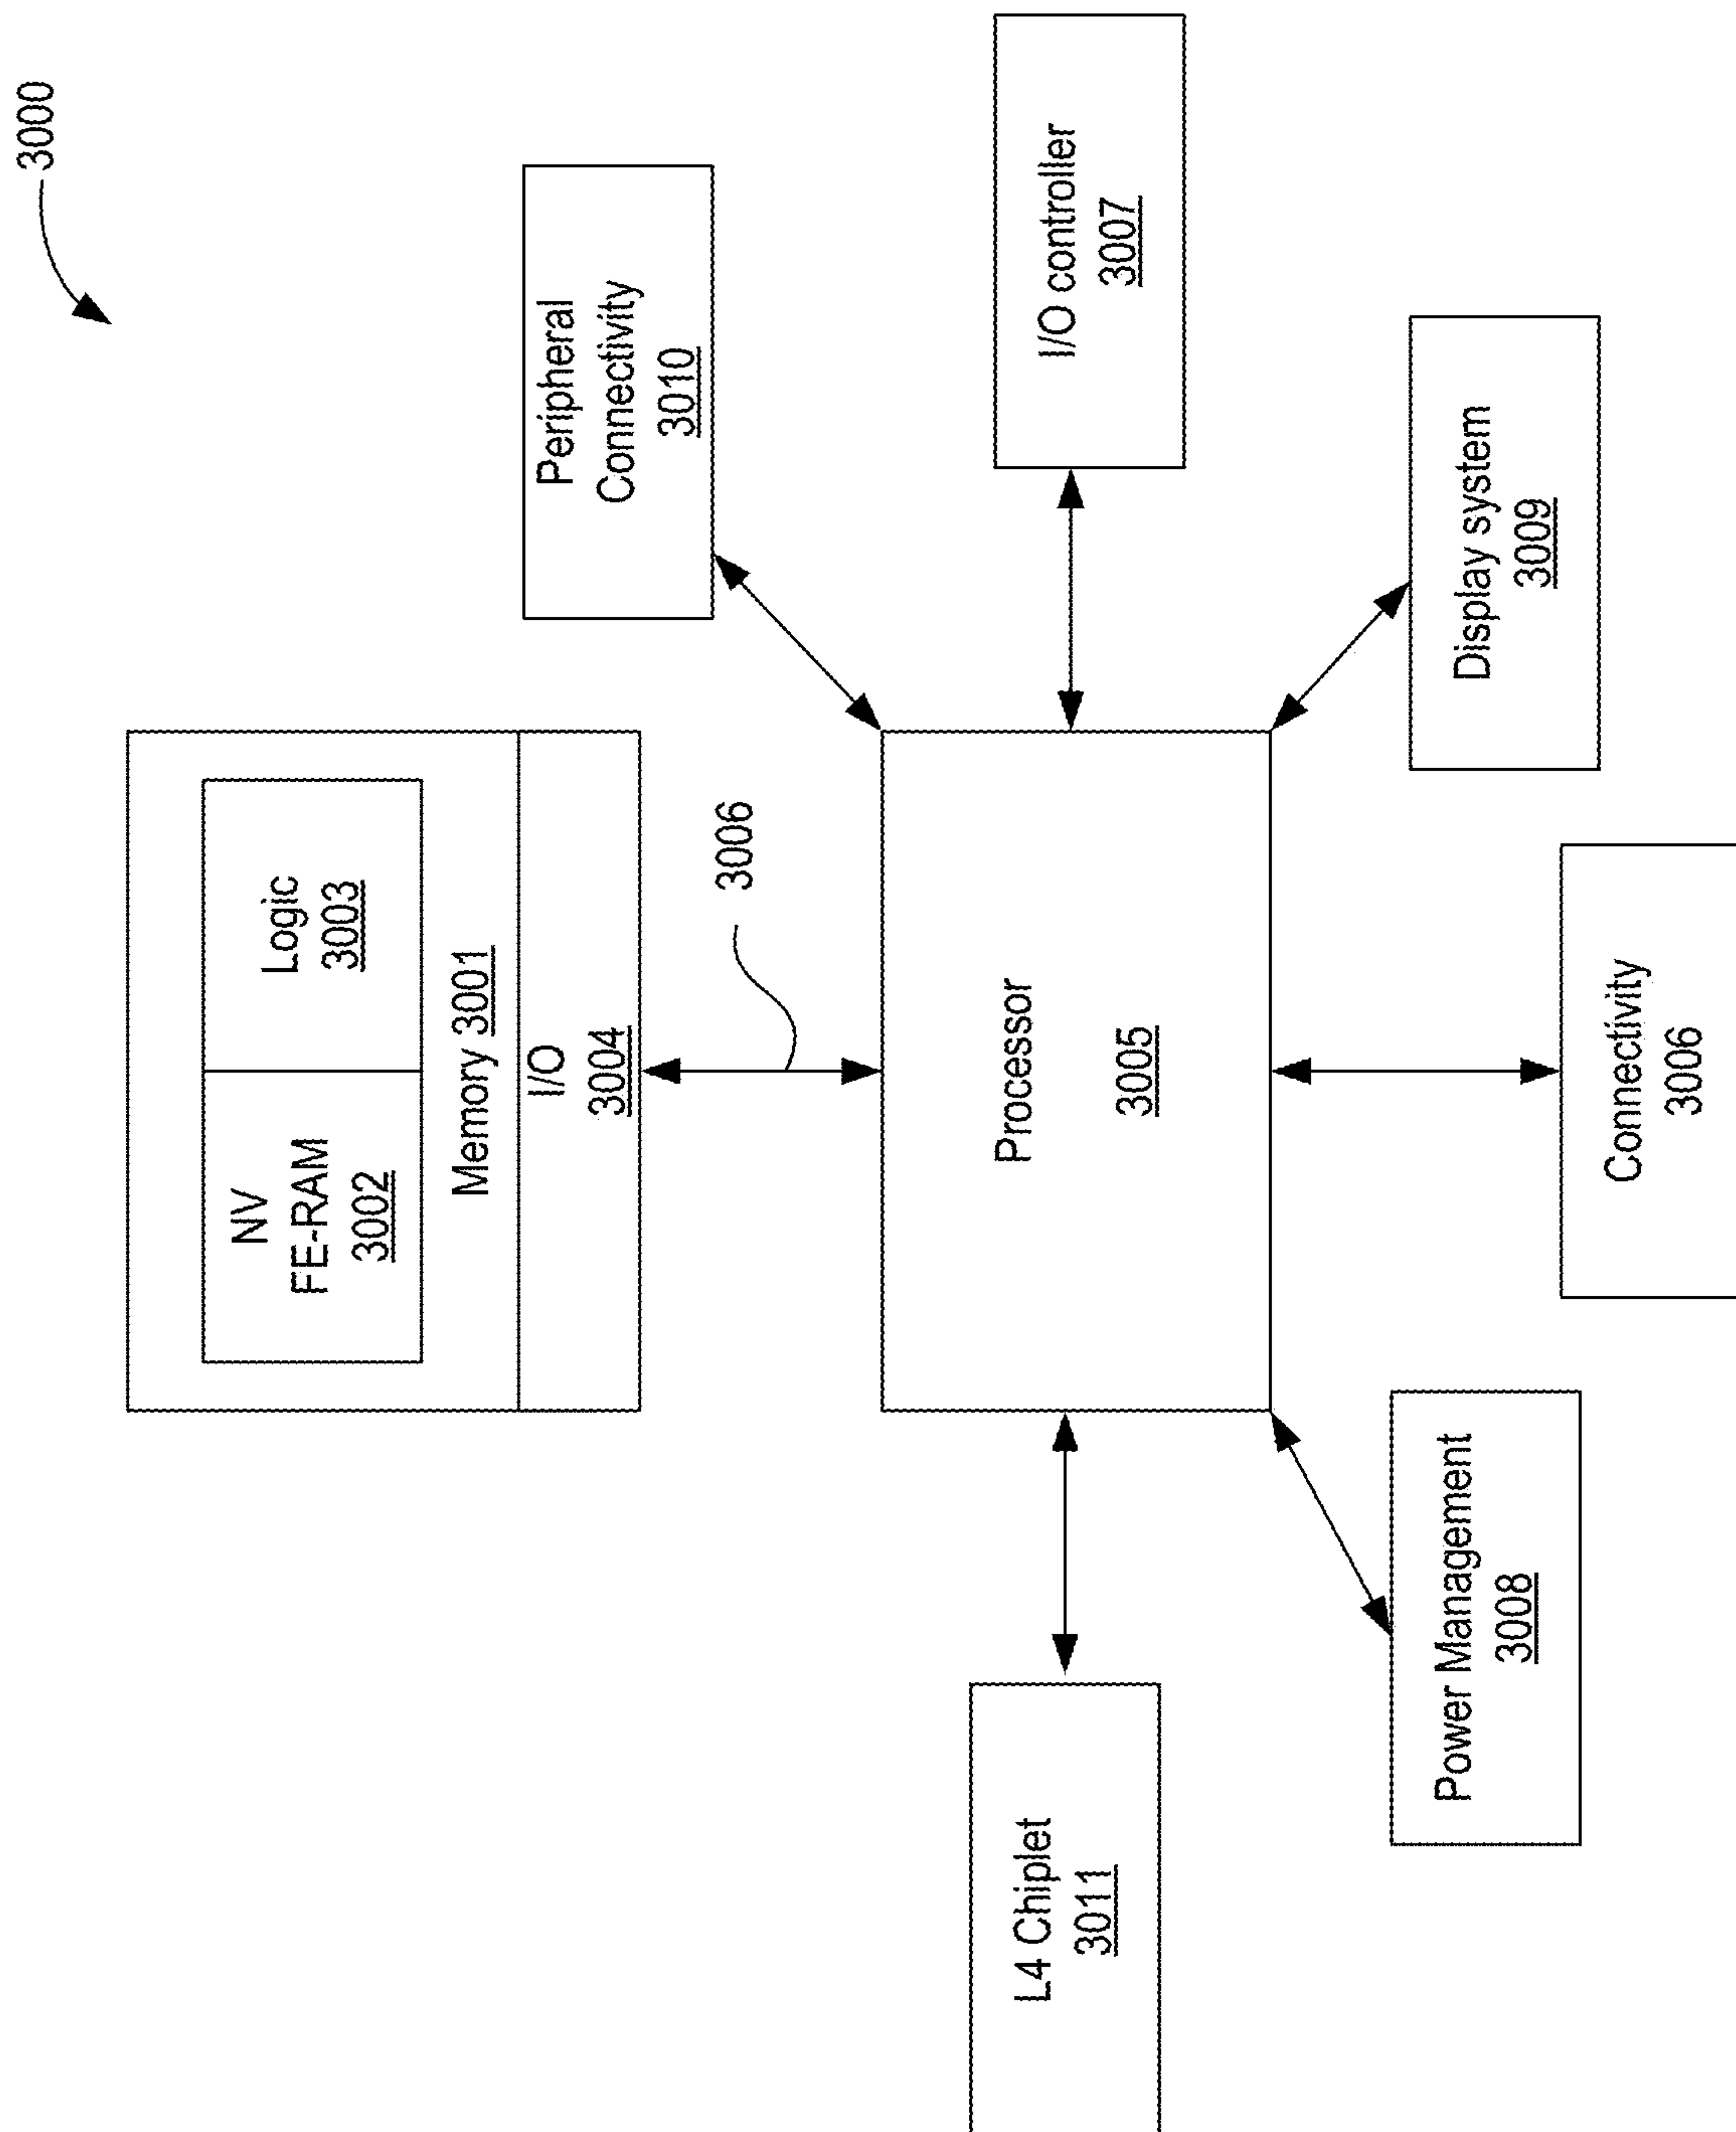 3000
NV
FE-RAM
3002
Logic
3003
Memory 3001
I/O
3004
3006
Peripheral
Connectivity
3010
L4 Chiplet
3011
Processor
3005
I/O controller
3007
Power Management
3008
Connectivity
3006
Display system
3009